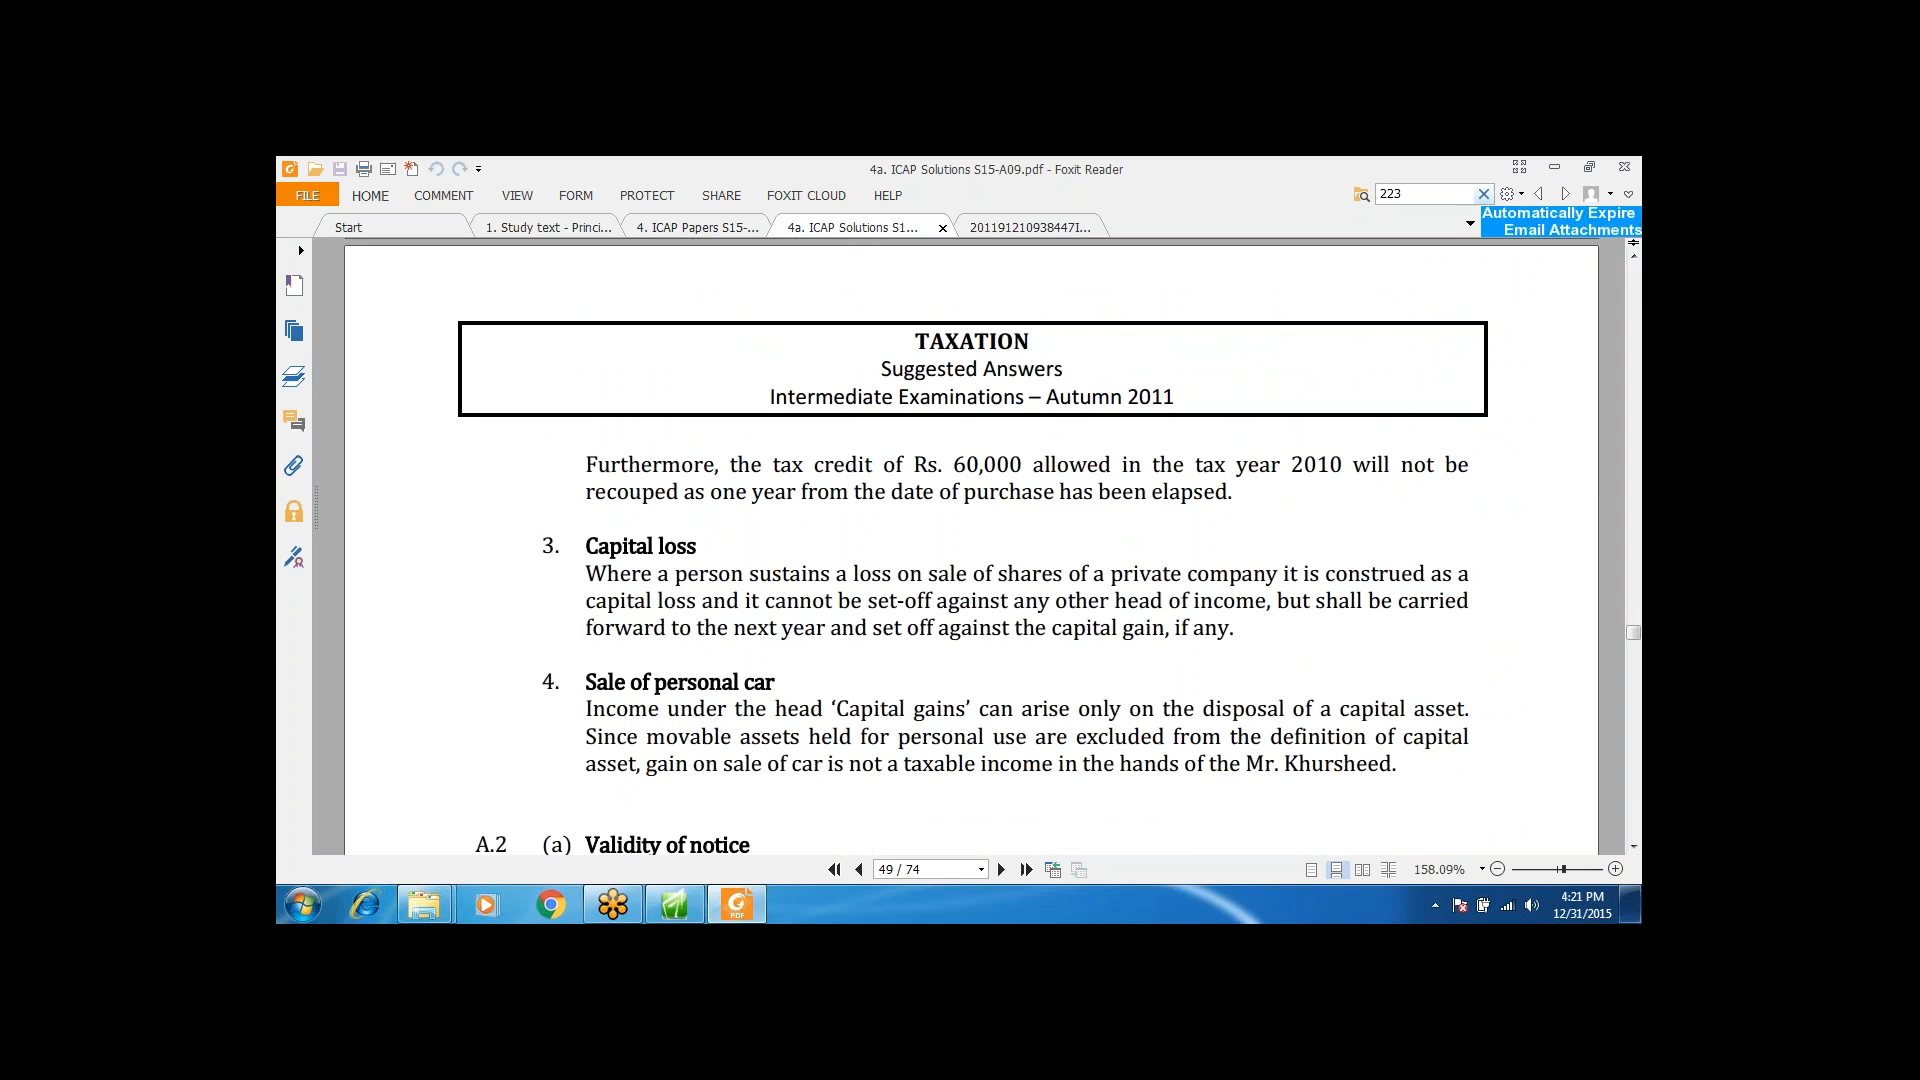 4a. ICAP Solutions S15-A09.pdf - Foxit Reader
FILE HOME COMMENT VIEW FORM PROTECT SHARE FOXIT CLOUD HELP
223
Start
1. Study text - Princi...
4. ICAP Papers S15-...
4a. ICAP Solutions S1...
201191210938447I...
Automatically Expire
Email Attachments
TAXATION
Suggested Answers
Intermediate Examinations – Autumn 2011
Furthermore, the tax credit of Rs. 60,000 allowed in the tax year 2010 will not be
recouped as one year from the date of purchase has been elapsed.
3. Capital loss
Where a person sustains a loss on sale of shares of a private company it is construed as a
capital loss and it cannot be set-off against any other head of income, but shall be carried
forward to the next year and set off against the capital gain, if any.
4. Sale of personal car
Income under the head ‘Capital gains’ can arise only on the disposal of a capital asset.
Since movable assets held for personal use are excluded from the definition of capital
asset, gain on sale of car is not a taxable income in the hands of the Mr. Khursheed.
A.2 (a) Validity of notice
49 / 74
158.09%
PDF
4:21 PM
12/31/2015